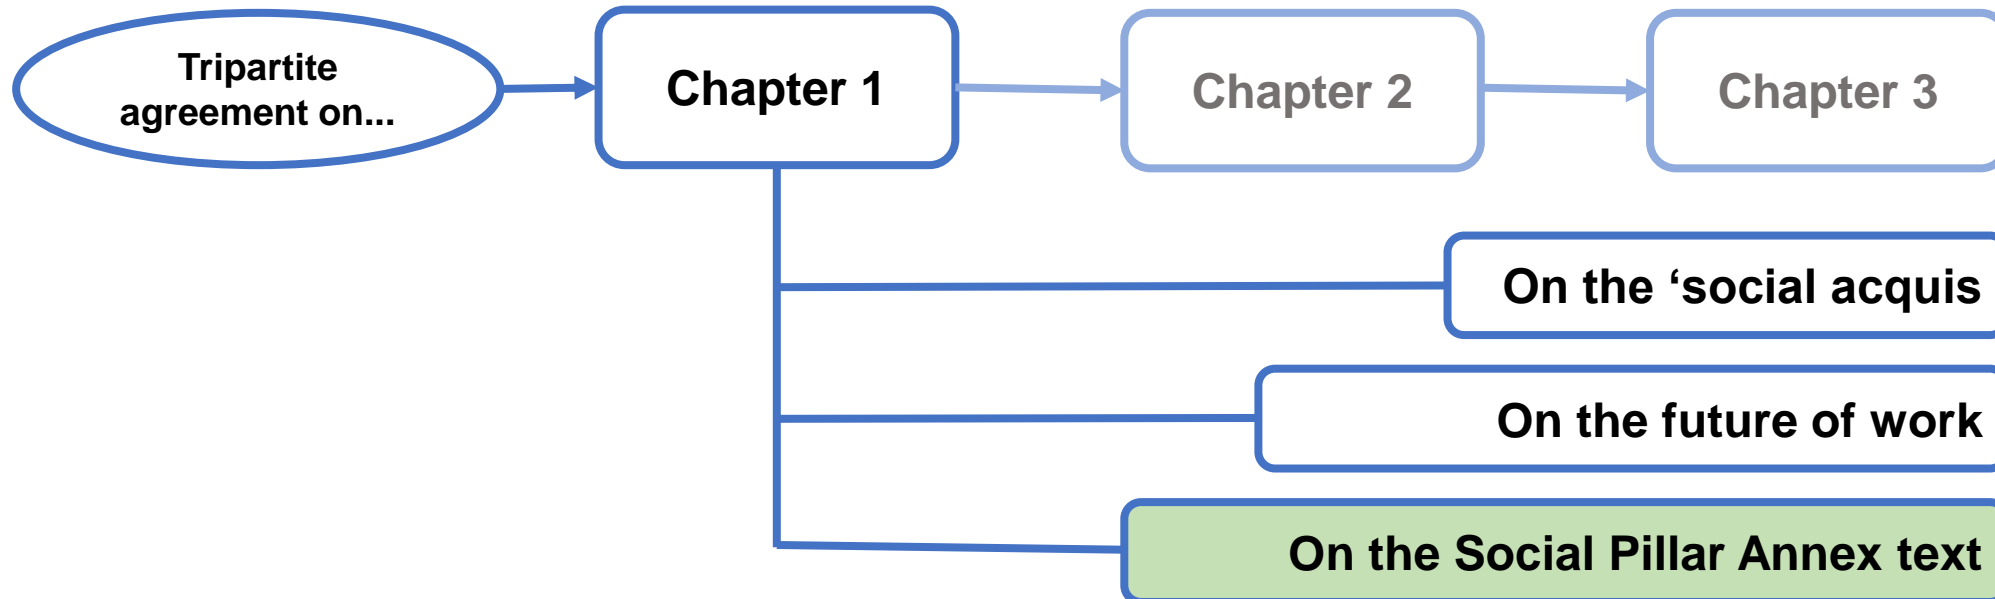 Tripartite
agreement on...
Chapter 1
Chapter 2
Chapter 3
On the ‘social acquis
On the future of work
On the Social Pillar Annex text